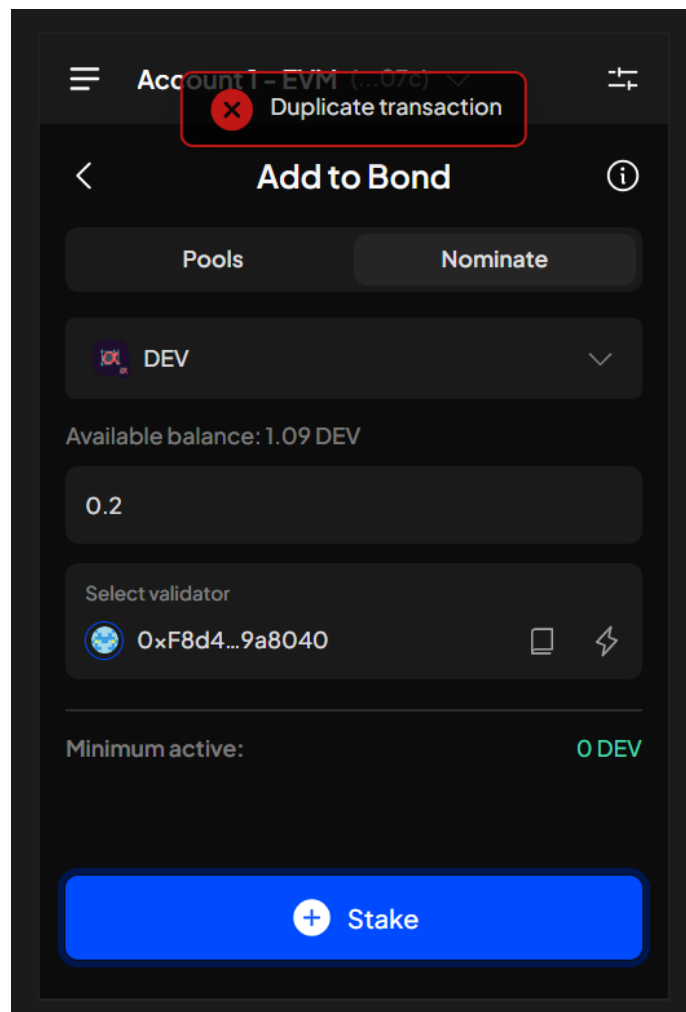 Account 1 - EVM (...07c)
Duplicate transaction
Add to Bond
Pools
Nominate
DEV
Available balance: 1.09 DEV
0.2
Select validator
0xF8d4...9a8040
Minimum active:
0 DEV
Stake